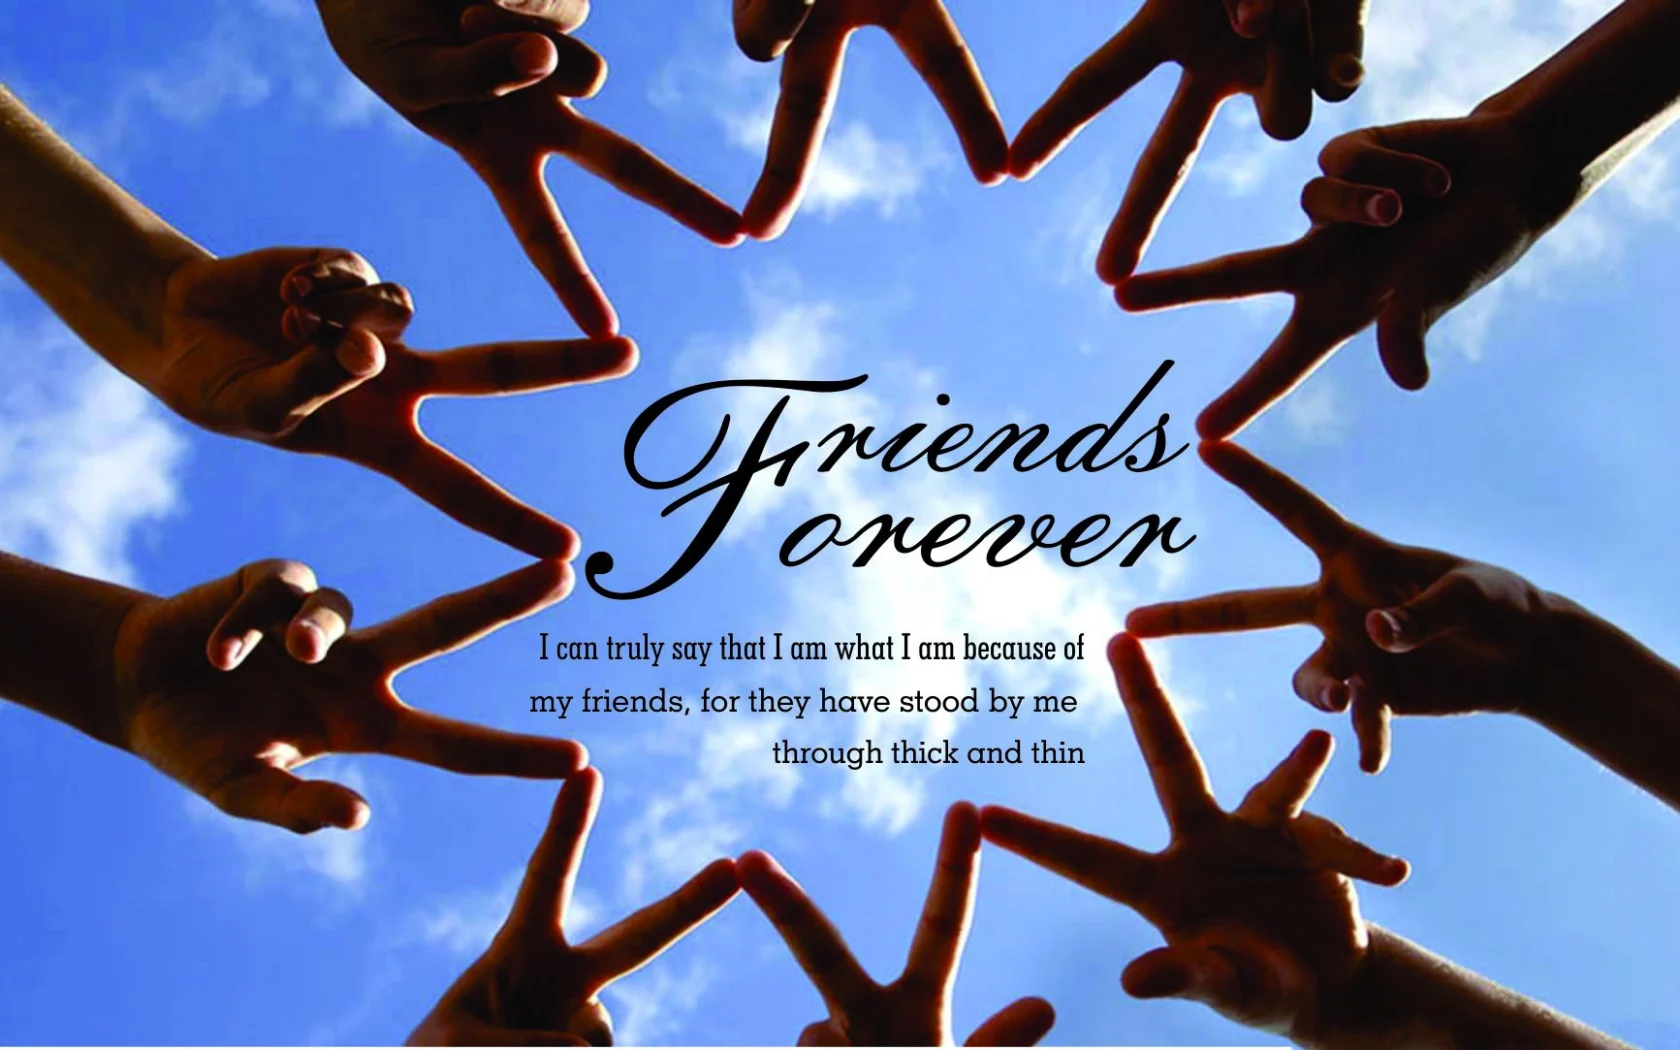 Friends
Forever
I can truly say that I am what I am because of
my friends, for they have stood by me
through thick and thin